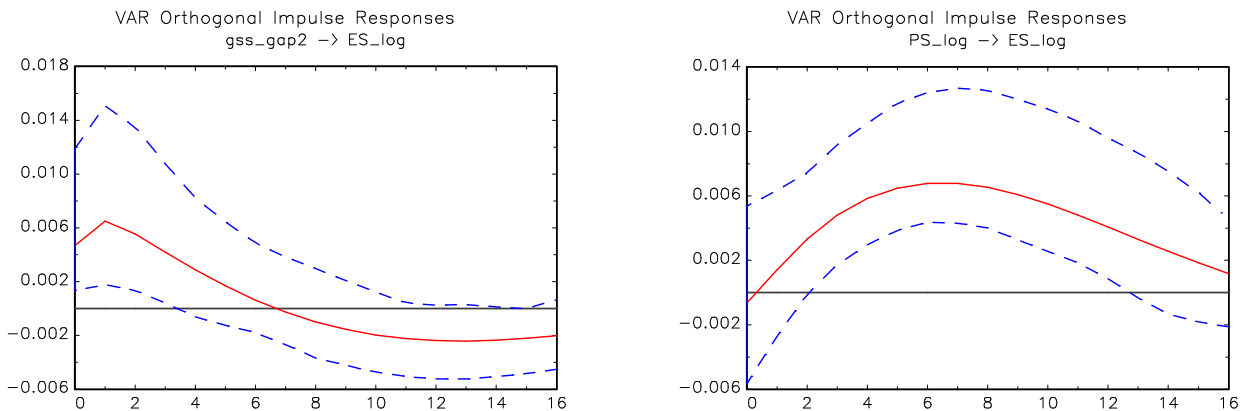 VAR Orthogonal Impulse Responses
gss_gap2 -> ES_log
0.018
0.014
0.010
0.006
0.002
-0.002
-0.006
0 2 4 6 8 10 12 14 16
VAR Orthogonal Impulse Responses
PS_log -> ES_log
0.014
0.010
0.006
0.002
-0.002
-0.006
0 2 4 6 8 10 12 14 16